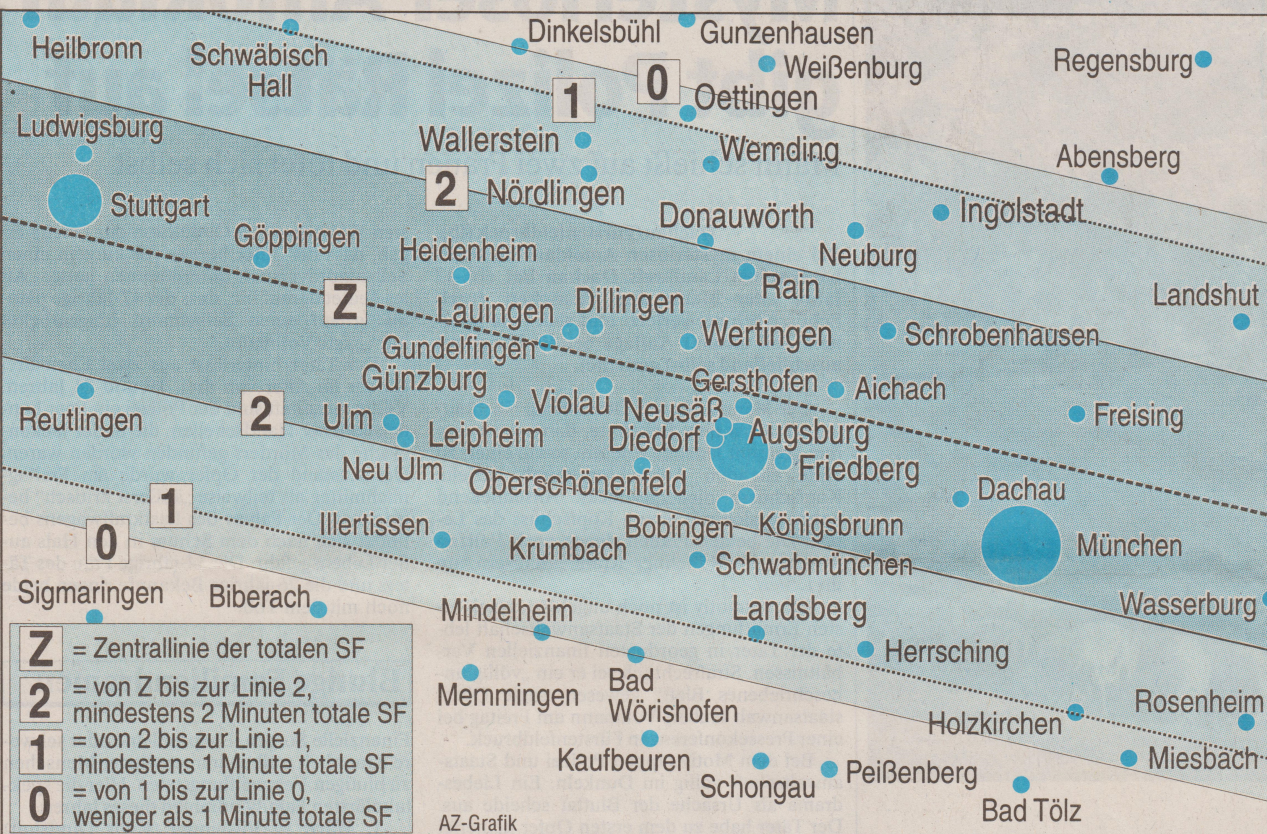 Heilbronn
Schwäbisch
Hall
Dinkelsbühl
Gunzenhausen
Weißenburg
Regensburg
1
0
Oettingen
Ludwigsburg
Wallerstein
Wemding
Abensberg
2
Nördlingen
Stuttgart
Donauwörth
Ingolstadt
Göppingen
Heidenheim
Neuburg
Z
Lauingen
Dillingen
Rain
Landshut
Gundelfingen
Wertingen
Schrobenhausen
Günzburg
Gersthofen
Aichach
Reutlingen
2
Ulm
Leipheim
Violau
Neusäß
Freising
Diedorf
Augsburg
Neu Ulm
Oberschönenfeld
Friedberg
Dachau
1
0
Illertissen
Krumbach
Bobingen
Königsbrunn
München
Schwabmünchen
Sigmaringen
Biberach
Mindelheim
Landsberg
Wasserburg
Herrsching
Memmingen
Bad
Wörishofen
Holzkirchen
Rosenheim
Kaufbeuren
Schongau
Peißenberg
Miesbach
Bad Tölz
Z = Zentrallinie der totalen SF
2 = von Z bis zur Linie 2,
mindestens 2 Minuten totale SF
1 = von 2 bis zur Linie 1,
mindestens 1 Minute totale SF
0 = von 1 bis zur Linie 0,
weniger als 1 Minute totale SF
AZ-Grafik